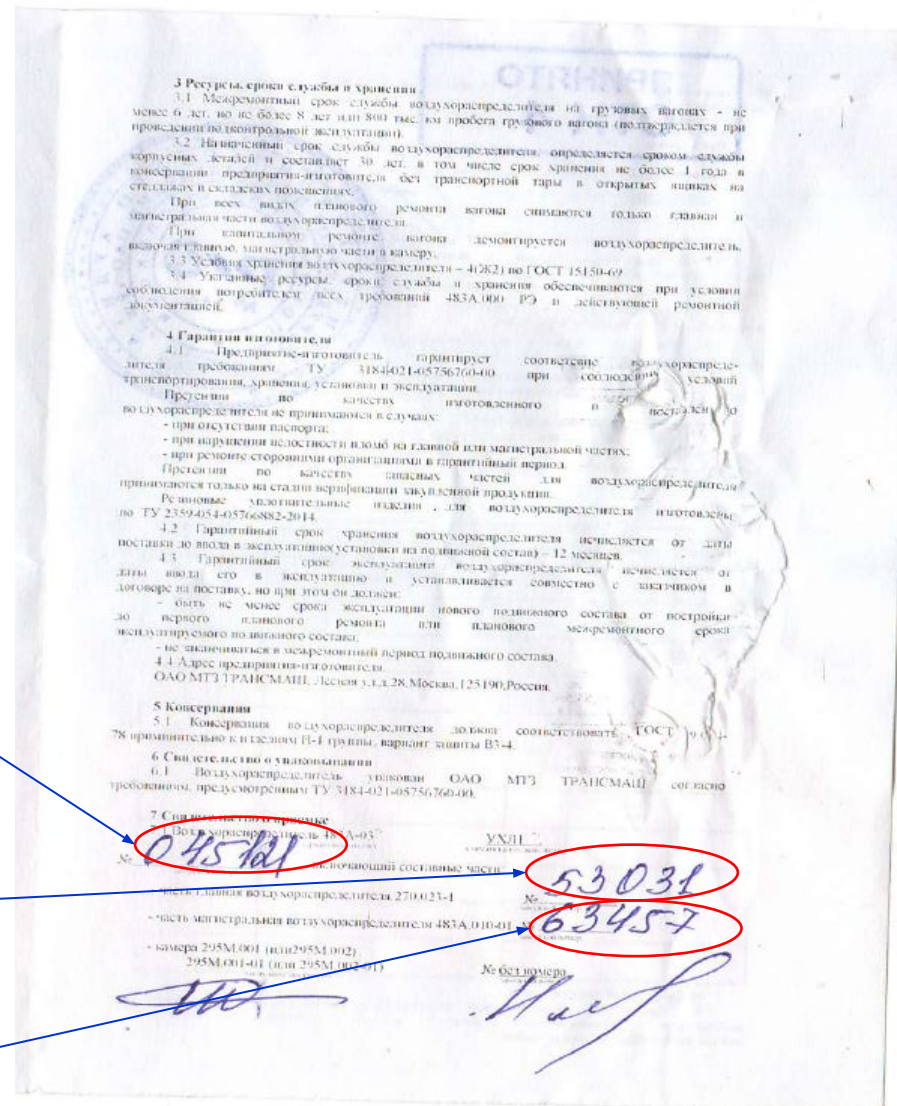 ПРИНЯТО
3 Ресурсы, сроки службы и хранения
3.1 Межремонтный срок службы воздухораспределителя на грузовых вагонах - не
менее 6 лет, но не более 8 лет или 800 тыс. км пробега грузового вагона (подтверждается при
проведении подконтрольной эксплуатации).
3.2 Назначенный срок службы воздухораспределителя, определяется сроком службы
корпусных деталей и составляет 30 лет, в том числе срок хранения не более 1 года в
консервации предприятия-изготовителя без транспортной тары в открытых ящиках на
стеллажах в складских помещениях.
При всех видах планового ремонта вагона снимаются только главная и
магистральная части воздухораспределителя.
При капитальном ремонте вагона демонтируется воздухораспределитель,
включая главную, магистральную части и камеру.
3.3 Условия хранения воздухораспределителя – 4(Ж2) по ГОСТ 15150-69
3.4 Указанные ресурсы, сроки службы и хранения обеспечиваются при условии
соблюдения потребителем всех требований 483А.000 РЭ и действующей ремонтной
документацией.
4 Гарантии изготовителя
4.1 Предприятие-изготовитель гарантирует соответствие воздухораспреде-
лителя требованиям ТУ 3184-021-05756760-00 при соблюдении условий
транспортирования, хранения, установки и эксплуатации.
Претензии по качеству изготовленного и
воздухораспределителя не принимаются в случаях:
- при отсутствии паспорта;
- при нарушении целостности пломб на главной или магистральной частях;
- при ремонте сторонними организациями в гарантийный период.
Претензии по качеству запасных частей для воздухораспределителя
принимаются только на стадии верификации закупленной продукции.
Резиновые уплотнительные изделия для воздухораспределителя изготовлены
по ТУ 2359-054-05766882-2014.
4.2 Гарантийный срок хранения воздухораспределителя исчисляется от даты
поставки до ввода в эксплуатацию(установки на подвижной состав) – 12 месяцев.
4.3 Гарантийный срок эксплуатации воздухораспределителя исчисляется от
даты ввода его в эксплуатацию и устанавливается совместно с заказчиком в
договоре на поставку, но при этом он должен:
- быть не менее срока эксплуатации нового подвижного состава от постройки
до первого планового ремонта или планового межремонтного срока
эксплуатируемого подвижного состава;
- не заканчиваться в межремонтный период подвижного состава.
4.4 Адрес предприятия-изготовителя
ОАО МТЗ ТРАНСМАШ, Лесная ул,д.28,Москва,125190,Россия.
5 Консервация
5.1 Консервация воздухораспределителя должна соответствовать ГОСТ
78 применительно к изделиям II-1 группы, вариант защиты ВЗ-4.
6 Свидетельство о упаковывании
6.1 Воздухораспределитель упакован ОАО МТЗ ТРАНСМАШ согласно
требованиям, предусмотренным ТУ 3184-021-05756760-00.
7 Свидетельство о приемке
7.1 Воздухораспределитель 483А-03 УХЛ
№ 045121 включающий составные части:
- часть главная воздухораспределителя 270.023-1 № 53031
- часть магистральная воздухораспределителя 483А.010-01 № 63457
- камера 295М.001 (или295М.002)
295М.001-01 (или 295М.002-01) № без номера